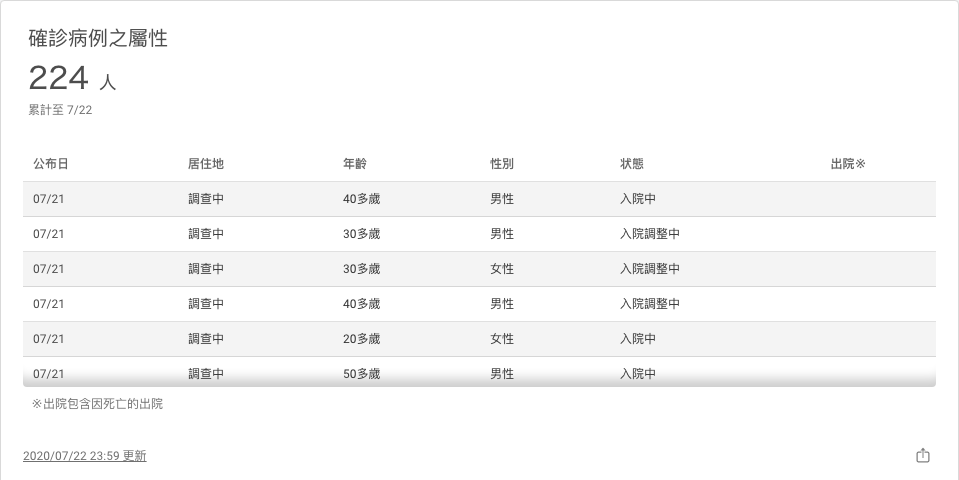 確診病例之屬性
224 人
累計至 7/22
公布日 居住地 年齡 性別 狀態 出院※
07/21 調查中 40多歲 男性 入院中
07/21 調查中 30多歲 男性 入院調整中
07/21 調查中 30多歲 女性 入院調整中
07/21 調查中 40多歲 男性 入院調整中
07/21 調查中 20多歲 女性 入院中
07/21 調查中 50多歲 男性 入院中
※出院包含因死亡的出院
2020/07/22 23:59 更新